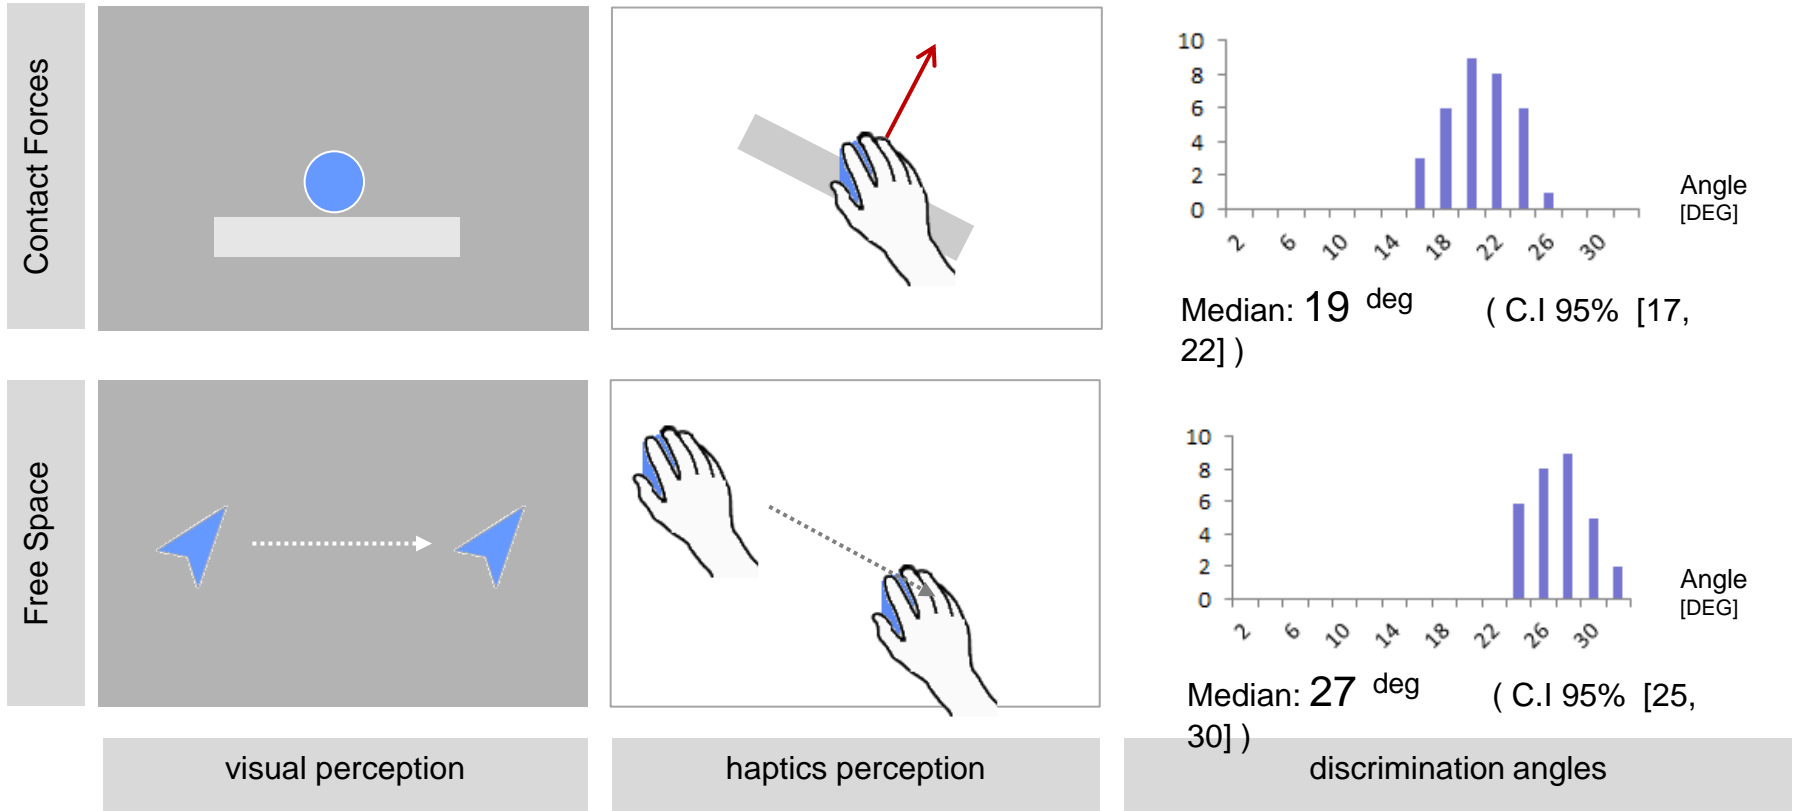 Contact Forces
10
8
6
4
2
0
2 6 10 14 18 22 26 30
Angle
[DEG]
Median: 19 deg ( C.I 95% [17,
22] )
Free Space
10
8
6
4
2
0
2 6 10 14 18 22 26 30
Angle
[DEG]
Median: 27 deg ( C.I 95% [25,
30] )
visual perception
haptics perception
discrimination angles